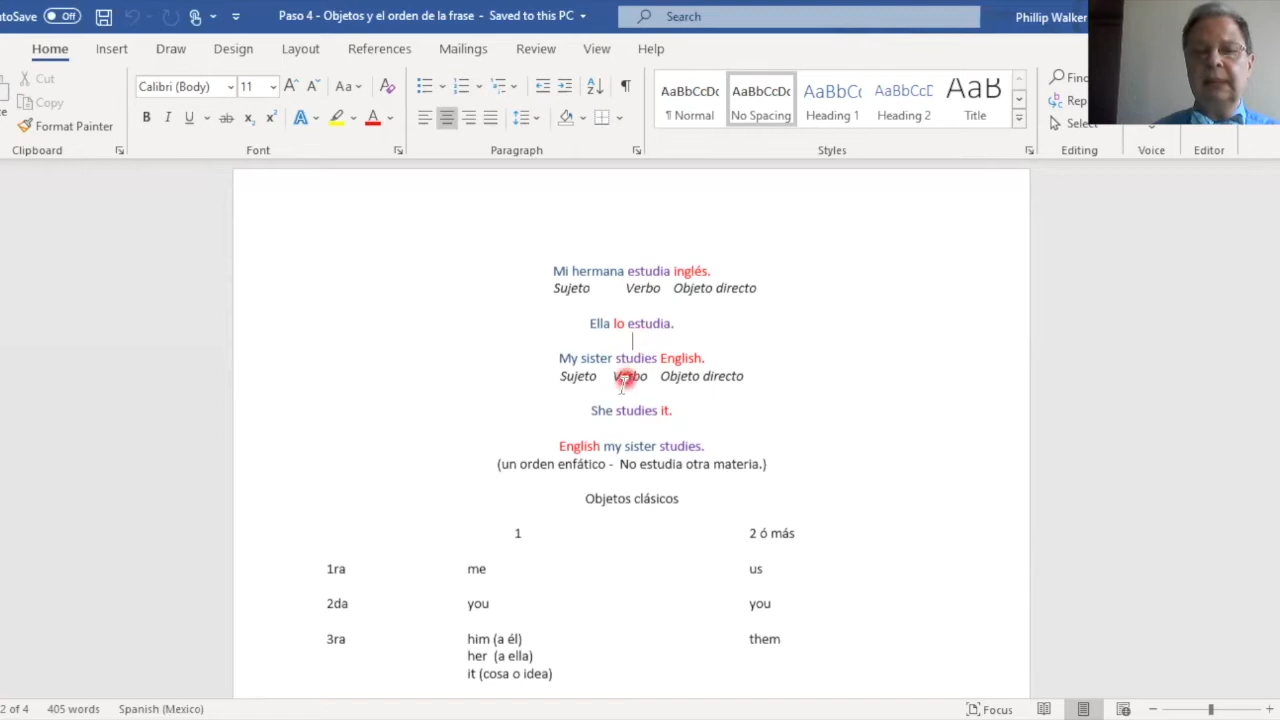 utoSave Off Paso 4 - Objetos y el orden de la frase - Saved to this PC Search Phillip Walker
Home Insert Draw Design Layout References Mailings Review View Help
Cut
Copy
Format Painter
Calibri (Body) 11
AaBbCcDc AaBbCcDc AaBbC AaBbCcD AaB
¶ Normal No Spacing Heading 1 Heading 2 Title
Fin
Rep
Select
Clipboard Font Paragraph Styles Editing Voice Editor
Mi hermana estudia inglés.
Sujeto Verbo Objeto directo
Ella lo estudia.
My sister studies English.
Sujeto Verbo Objeto directo
She studies it.
English my sister studies.
(un orden enfático - No estudia otra materia.)
Objetos clásicos
1 2 ó más
1ra me us
2da you you
3ra him (a él) them
her (a ella)
it (cosa o idea)
2 of 4 405 words Spanish (Mexico) Focus